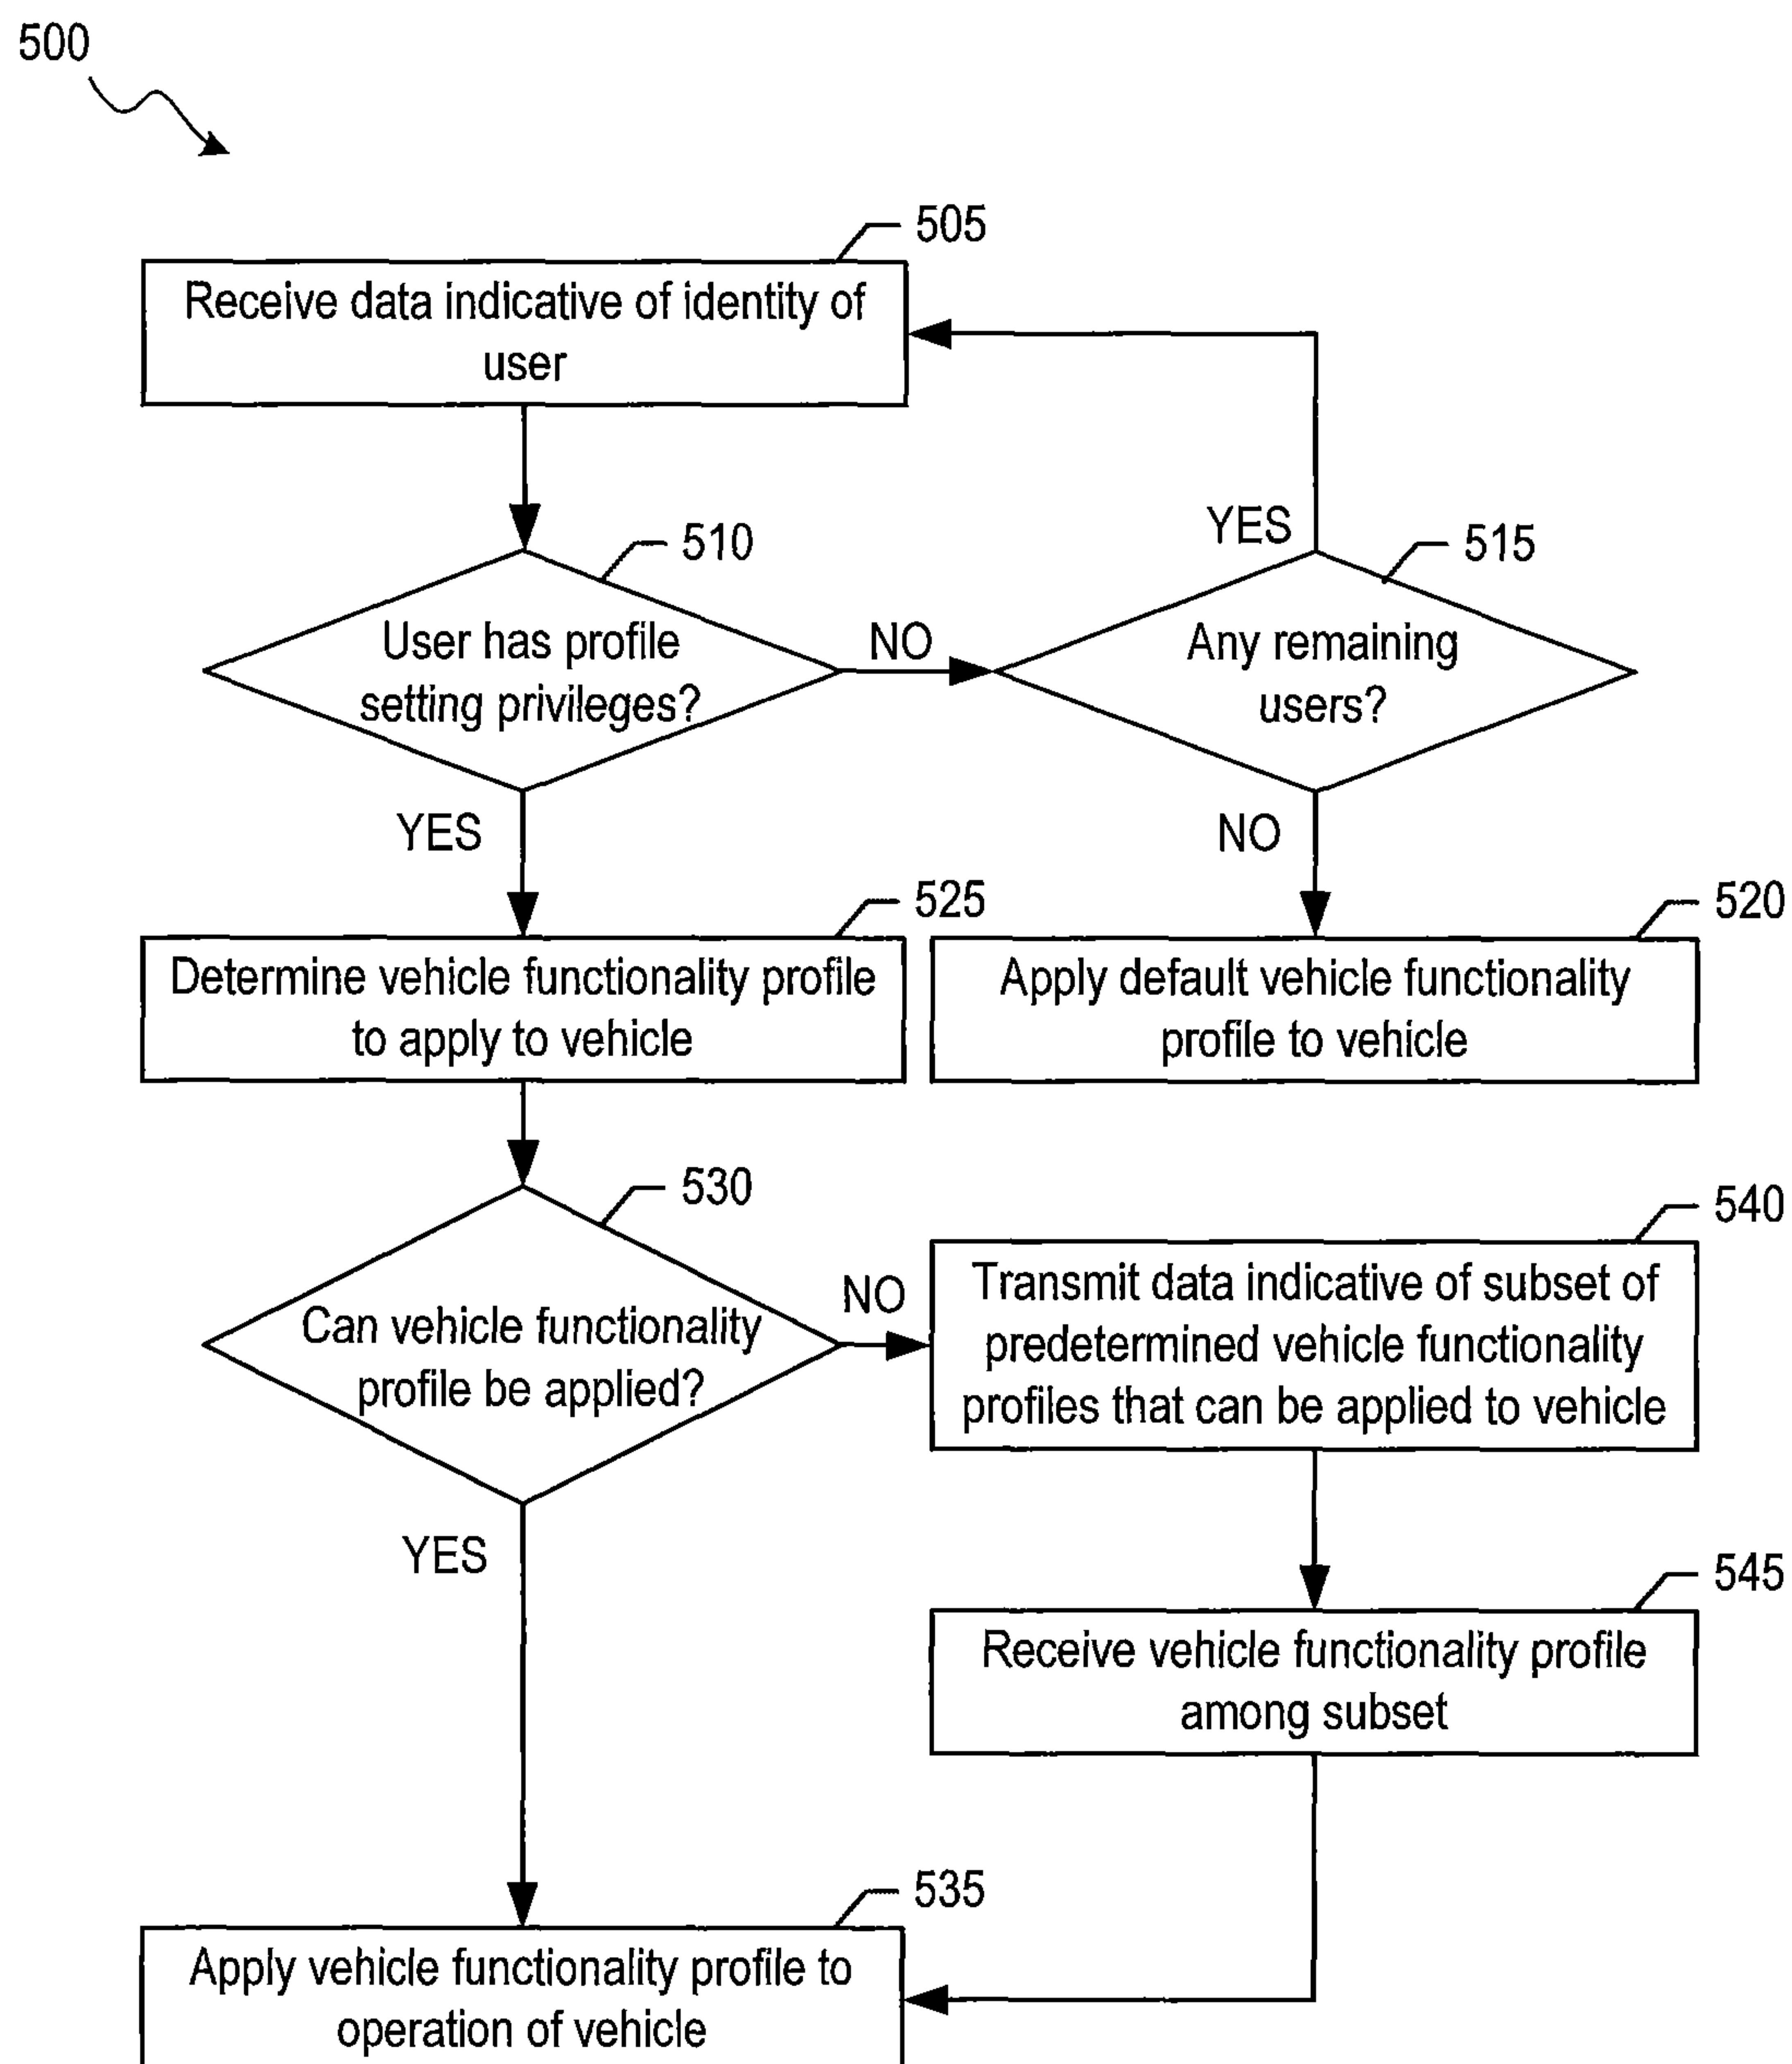 500
505
Receive data indicative of identity of
user
510
User has profile
setting privileges?
NO
YES
515
Any remaining
users?
YES
NO
525
Determine vehicle functionality profile
to apply to vehicle
520
Apply default vehicle functionality
profile to vehicle
530
Can vehicle functionality
profile be applied?
NO
YES
540
Transmit data indicative of subset of
predetermined vehicle functionality
profiles that can be applied to vehicle
545
Receive vehicle functionality profile
among subset
535
Apply vehicle functionality profile to
operation of vehicle